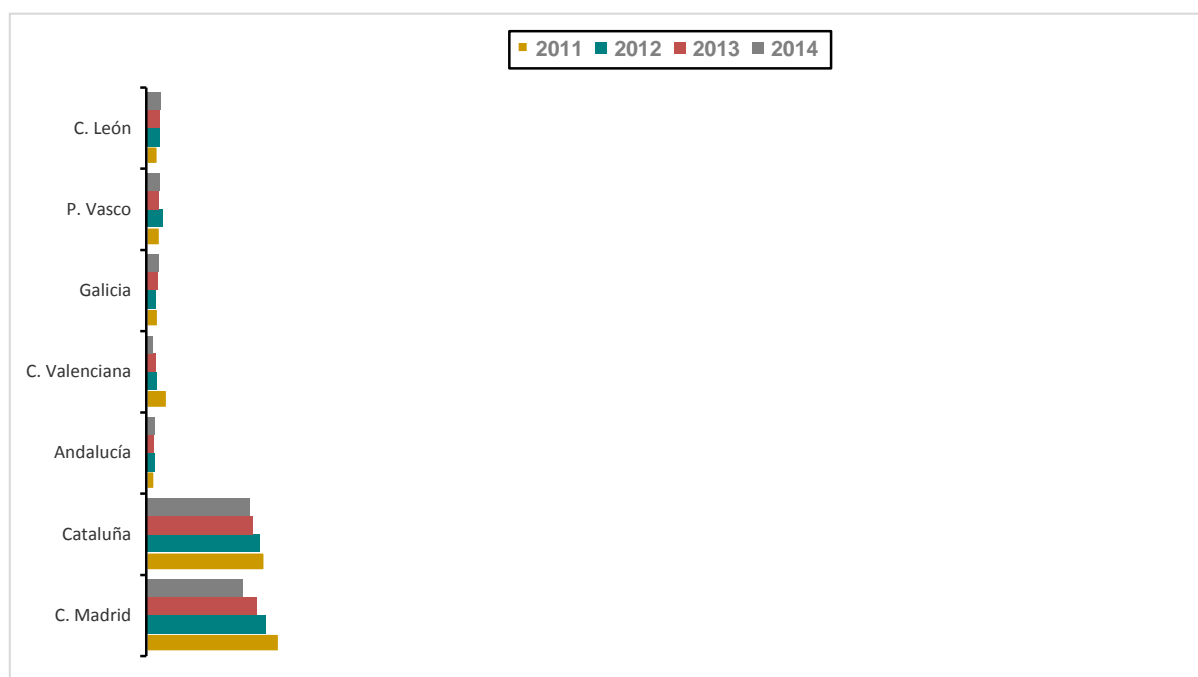 2011 2012 2013 2014
C. León
P. Vasco
Galicia
C. Valenciana
Andalucía
Cataluña
C. Madrid